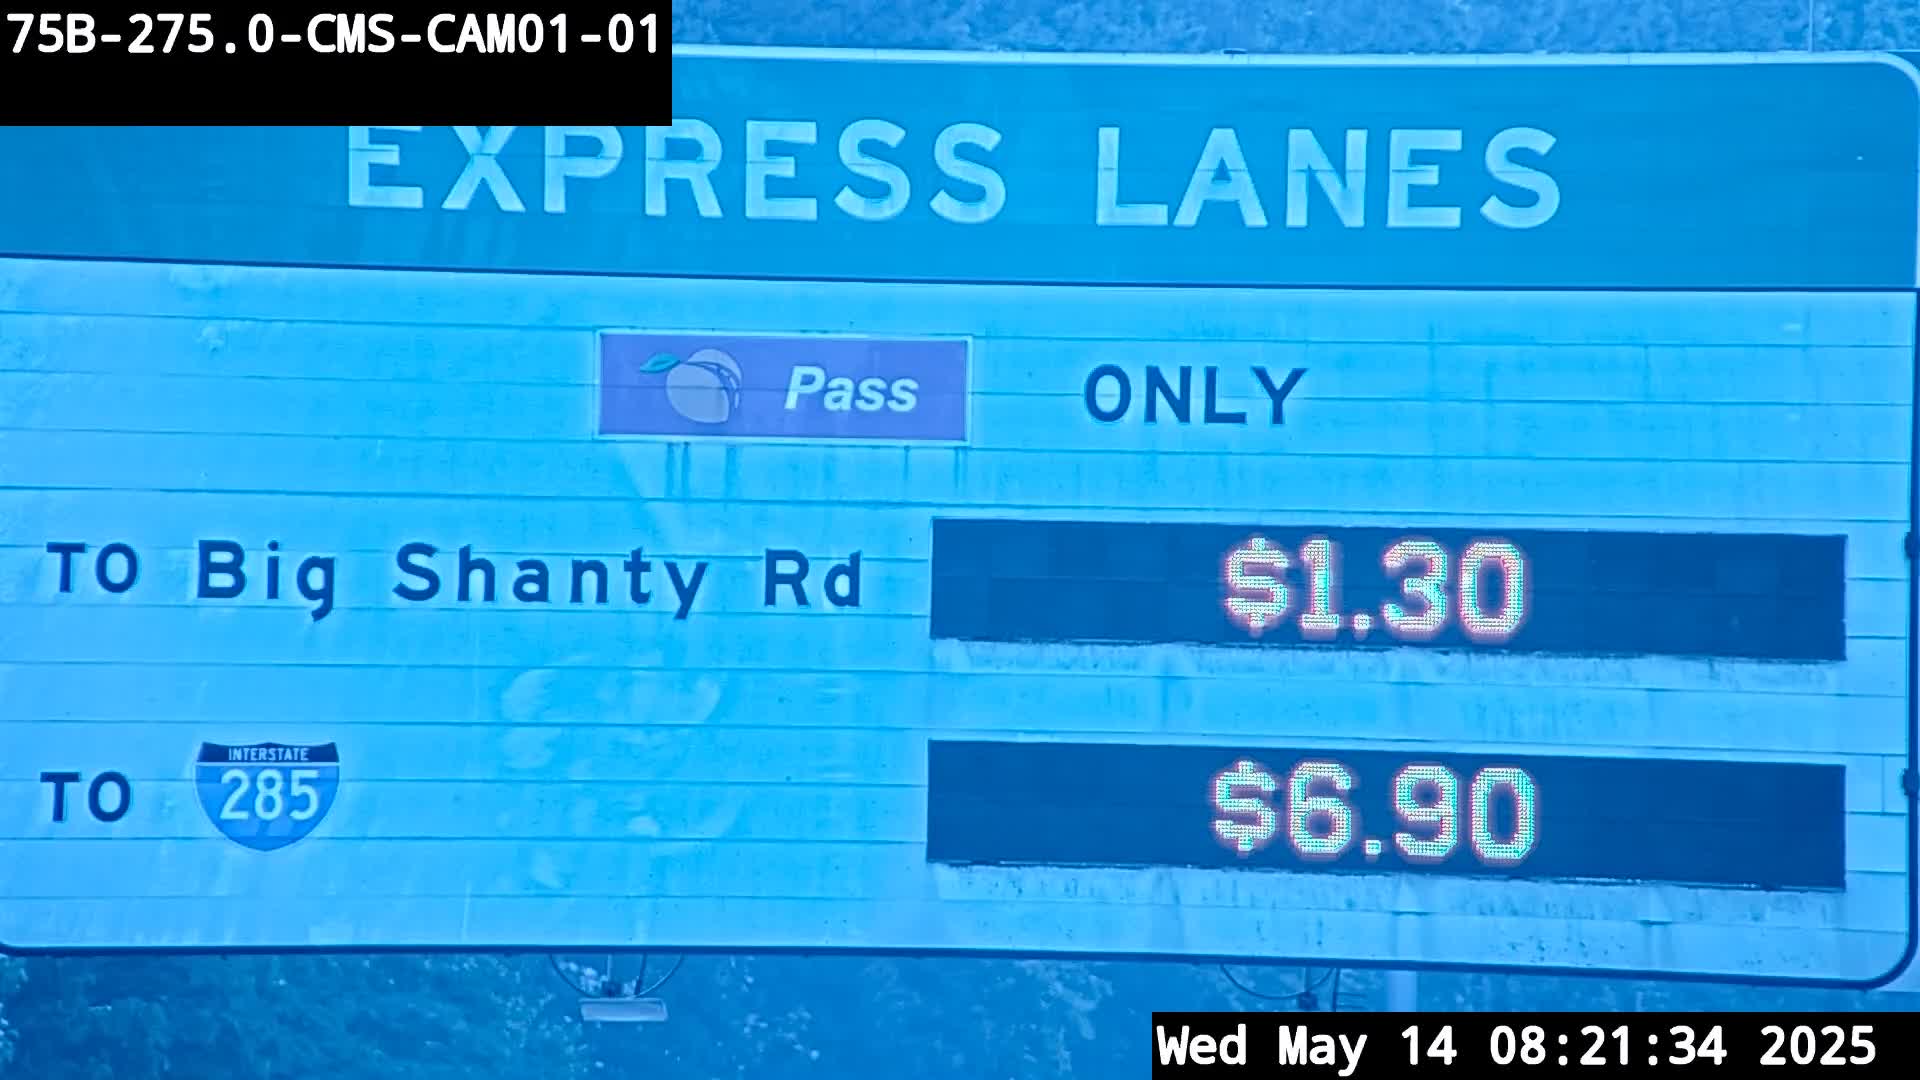 75B-275.0-CMS-CAM01-01
EXPRESS LANES
Pass ONLY
TO Big Shanty Rd $1.30
INTERSTATE
TO 285 $6.90
Wed May 14 08:21:34 2025